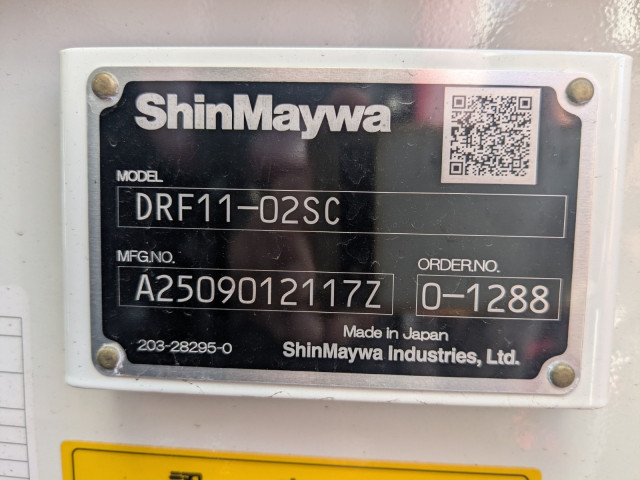 ShinMaywa
MODEL
DRF11-02SC
MFG.NO.
A2509012117Z
ORDER.NO.
0-1288
203-28295-0
Made in Japan
ShinMaywa Industries, Ltd.